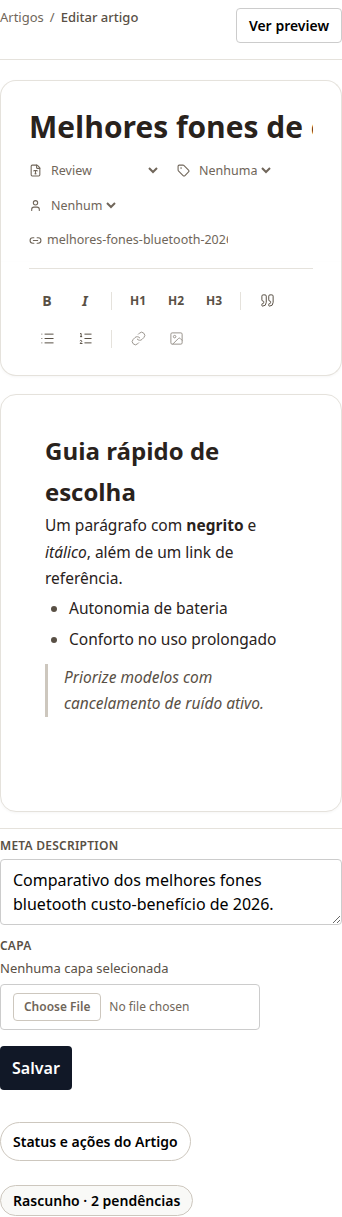 Artigos / Editar artigo
Ver preview
Melhores fones de
Review
Nenhuma
Nenhum
melhores-fones-bluetooth-202
B I H1 H2 H3
Guia rápido de
escolha
Um parágrafo com negrito e
itálico, além de um link de
referência.
Autonomia de bateria
Conforto no uso prolongado
Priorize modelos com
cancelamento de ruído ativo.
META DESCRIPTION
Comparativo dos melhores fones
bluetooth custo-benefício de 2026.
CAPA
Nenhuma capa selecionada
Choose File No file chosen
Salvar
Status e ações do Artigo
Rascunho · 2 pendências